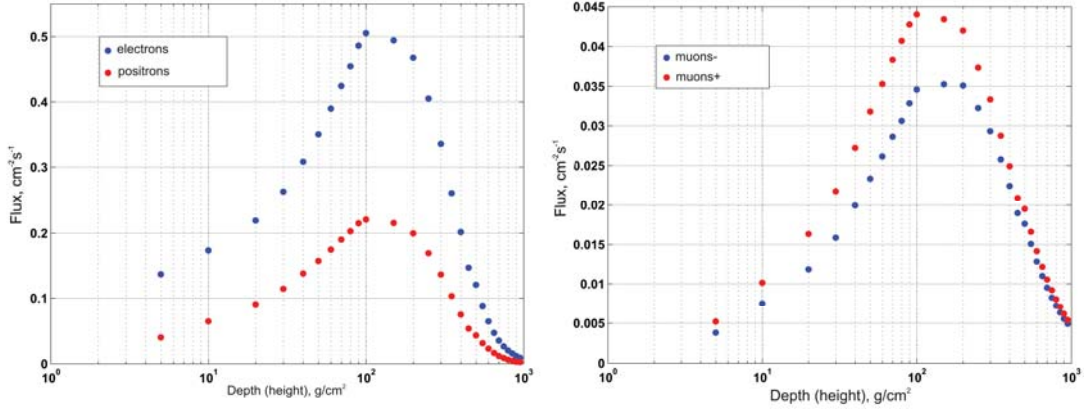 0.5
electrons
positrons
0.4
0.3
Flux, cm⁻²s⁻¹
0.2
0.1
0
10⁰ 10¹ 10² 10³
Depth (height), g/cm²
0.045
0.04
muons-
muons+
0.035
0.03
0.025
Flux, cm⁻²s⁻¹
0.02
0.015
0.01
0.005
0
10⁰ 10¹ 10² 10³
Depth (height), g/cm²